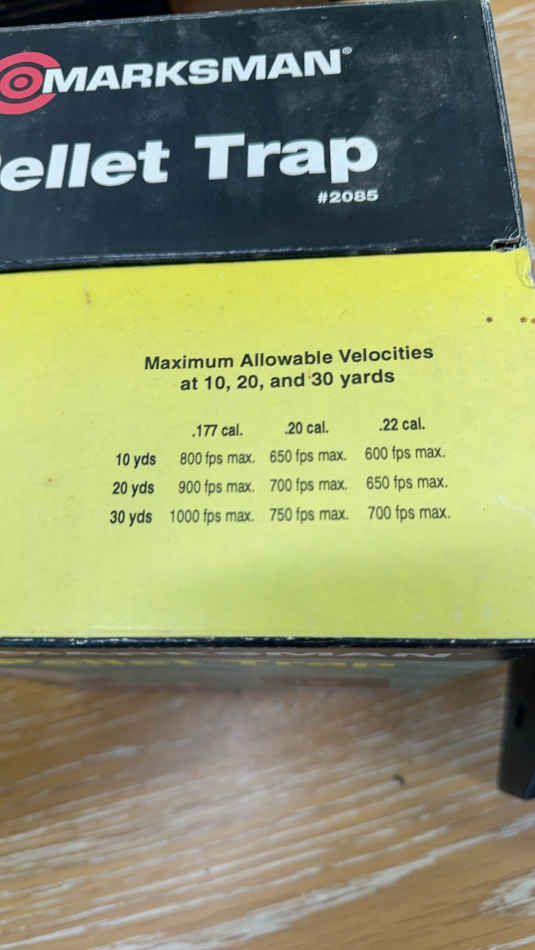 MARKSMAN®
ellet Trap
#2085
Maximum Allowable Velocities
at 10, 20, and 30 yards
.177 cal. .20 cal. .22 cal.
10 yds 800 fps max. 650 fps max. 600 fps max.
20 yds 900 fps max. 700 fps max. 650 fps max.
30 yds 1000 fps max. 750 fps max. 700 fps max.